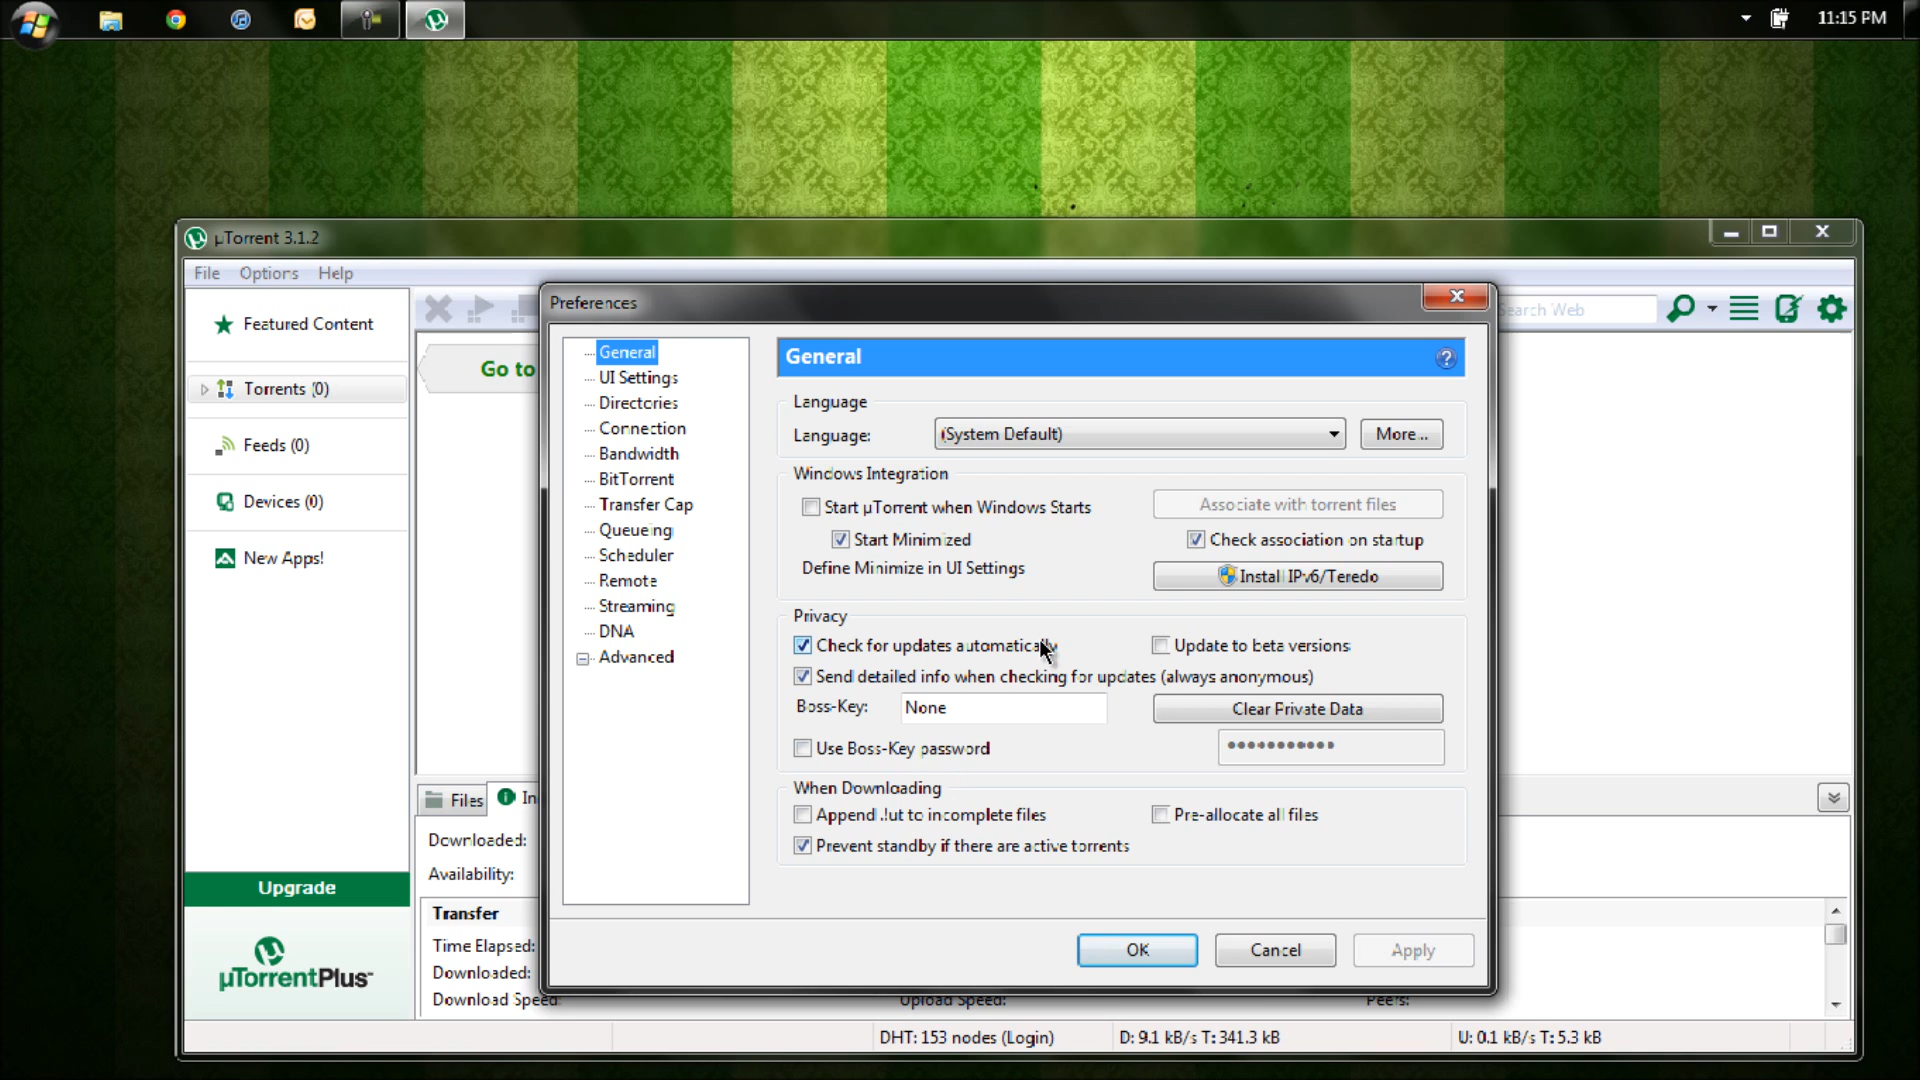 11:15 PM
µTorrent 3.1.2
File Options Help
Featured Content
Torrents (0)
Feeds (0)
Devices (0)
New Apps!
Upgrade
µTorrentPlus
Go to
Search Web
Files
Downloaded:
Availability:
Transfer
Time Elapsed:
Downloaded:
Download Speed: Upload Speed: Peers:
DHT: 153 nodes (Login) D: 9.1 kB/s T: 341.3 kB U: 0.1 kB/s T: 5.3 kB
Preferences
General
UI Settings
Directories
Connection
Bandwidth
BitTorrent
Transfer Cap
Queueing
Scheduler
Remote
Streaming
DNA
Advanced
General
Language
Language: (System Default) More...
Windows Integration
Start µTorrent when Windows Starts Associate with torrent files
Start Minimized Check association on startup
Define Minimize in UI Settings Install IPv6/Teredo
Privacy
Check for updates automatically Update to beta versions
Send detailed info when checking for updates (always anonymous)
Boss-Key: None Clear Private Data
Use Boss-Key password
When Downloading
Append .!ut to incomplete files Pre-allocate all files
Prevent standby if there are active torrents
OK Cancel Apply